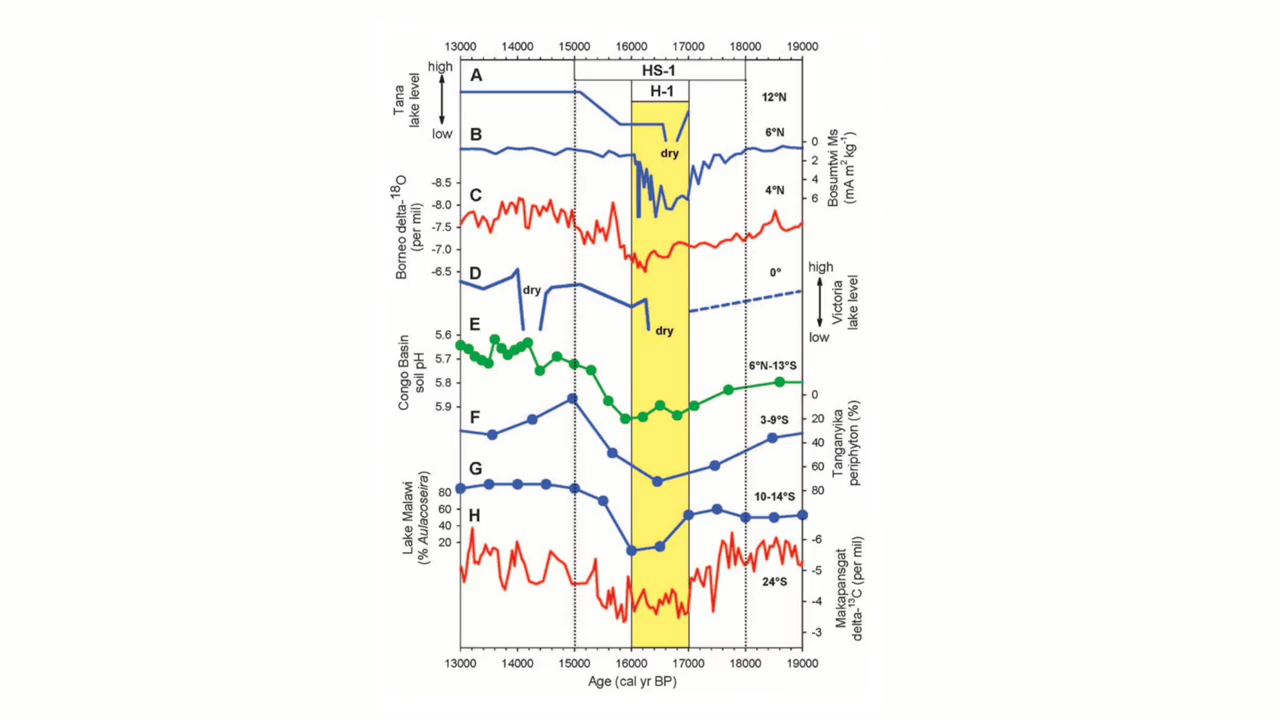 13000 14000 15000 16000 17000 18000 19000
HS-1
H-1
A
high
Tana
lake level
low
12°N
B
6°N
dry
0
2
4
6
Bosumtwi Ms
(mA m² kg⁻¹)
C
4°N
-8.5
-8.0
-7.5
-7.0
-6.5
Borneo delta-¹⁸O
(per mil)
D
0°
dry
dry
high
Victoria
lake level
low
E
6°N-13°S
5.6
5.7
5.8
5.9
Congo Basin
soil pH
F
3-9°S
0
20
40
60
80
Tanganyika
periphyton (%)
G
10-14°S
80
60
40
20
Lake Malawi
(% Aulacoseira)
H
24°S
-6
-5
-4
-3
Makapansgat
delta-¹³C (per mil)
13000 14000 15000 16000 17000 18000 19000
Age (cal yr BP)